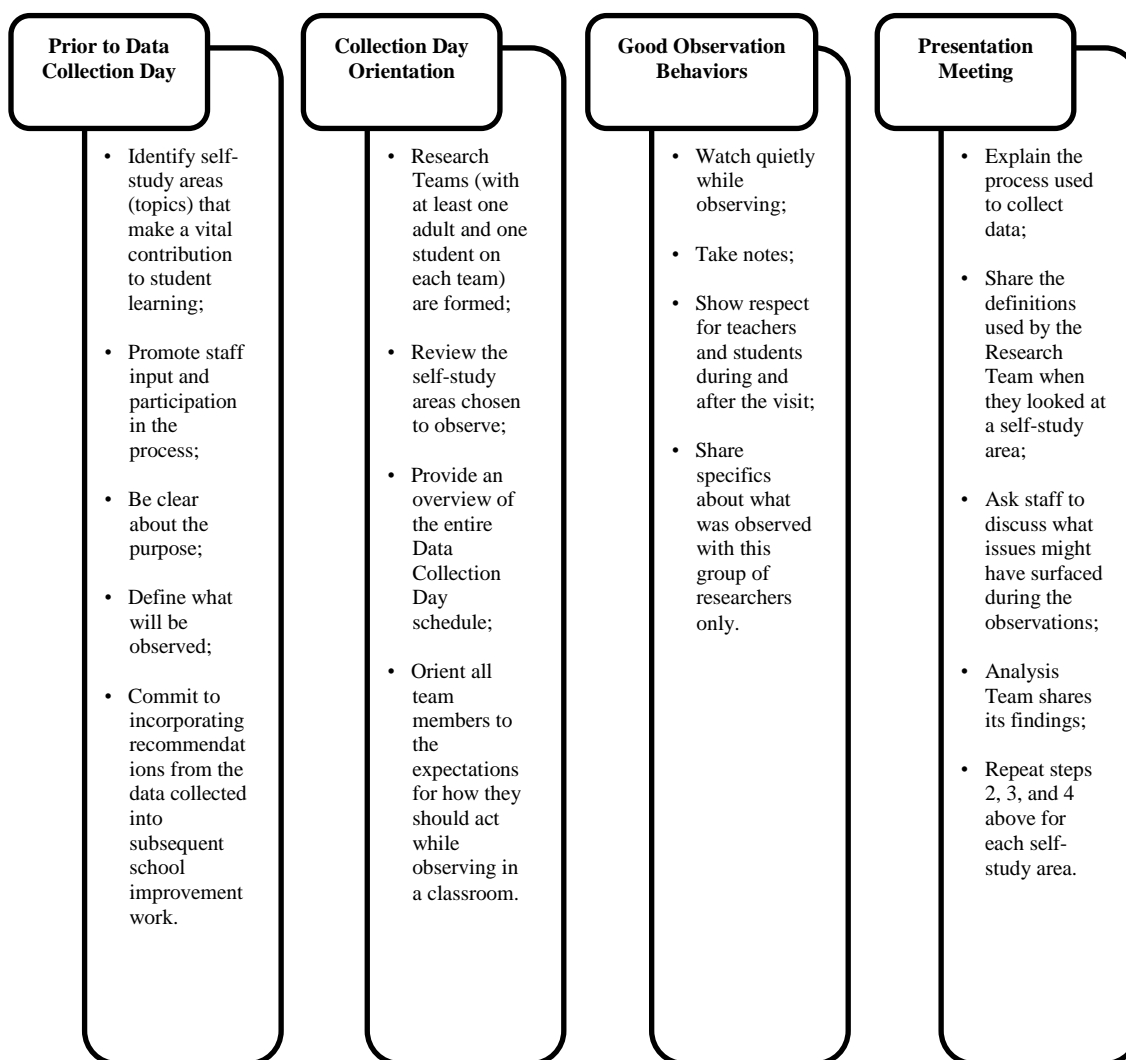 Prior to Data
Collection Day
• Identify self-
study areas
(topics) that
make a vital
contribution
to student
learning;
• Promote staff
input and
participation
in the
process;
• Be clear
about the
purpose;
• Define what
will be
observed;
• Commit to
incorporating
recommendat
ions from the
data collected
into
subsequent
school
improvement
work.
Collection Day
Orientation
• Research
Teams (with
at least one
adult and one
student on
each team)
are formed;
• Review the
self-study
areas chosen
to observe;
• Provide an
overview of
the entire
Data
Collection
Day
schedule;
• Orient all
team
members to
the
expectations
for how they
should act
while
observing in
a classroom.
Good Observation
Behaviors
• Watch quietly
while
observing;
• Take notes;
• Show respect
for teachers
and students
during and
after the visit;
• Share
specifics
about what
was observed
with this
group of
researchers
only.
Presentation
Meeting
• Explain the
process used
to collect
data;
• Share the
definitions
used by the
Research
Team when
they looked at
a self-study
area;
• Ask staff to
discuss what
issues might
have surfaced
during the
observations;
• Analysis
Team shares
its findings;
• Repeat steps
2, 3, and 4
above for
each self-
study area.